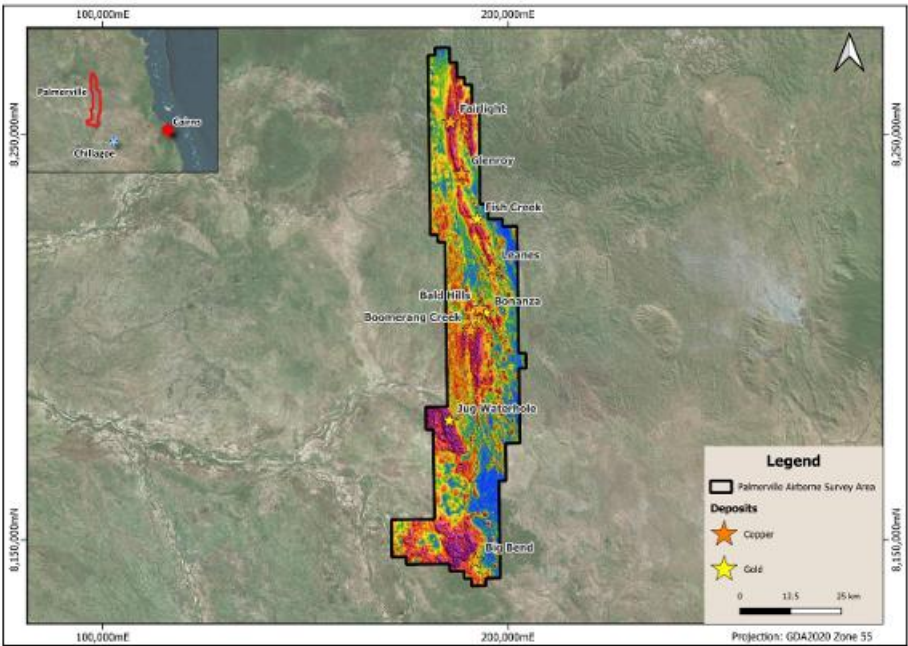 100,000mE
200,000mE
Palmerville
Cairns
Chillagoe
8,250,000mN
8,250,000mN
Fairlight
Glenroy
Fish Creek
Leanes
Bald Hills
Bonanza
Boomerang Creek
Jug Waterhole
Big Bend
8,150,000mN
8,150,000mN
Legend
Palmerville Airborne Survey Area
Deposits
Copper
Gold
0 12.5 25 km
100,000mE
200,000mE
Projection: GDA2020 Zone 55